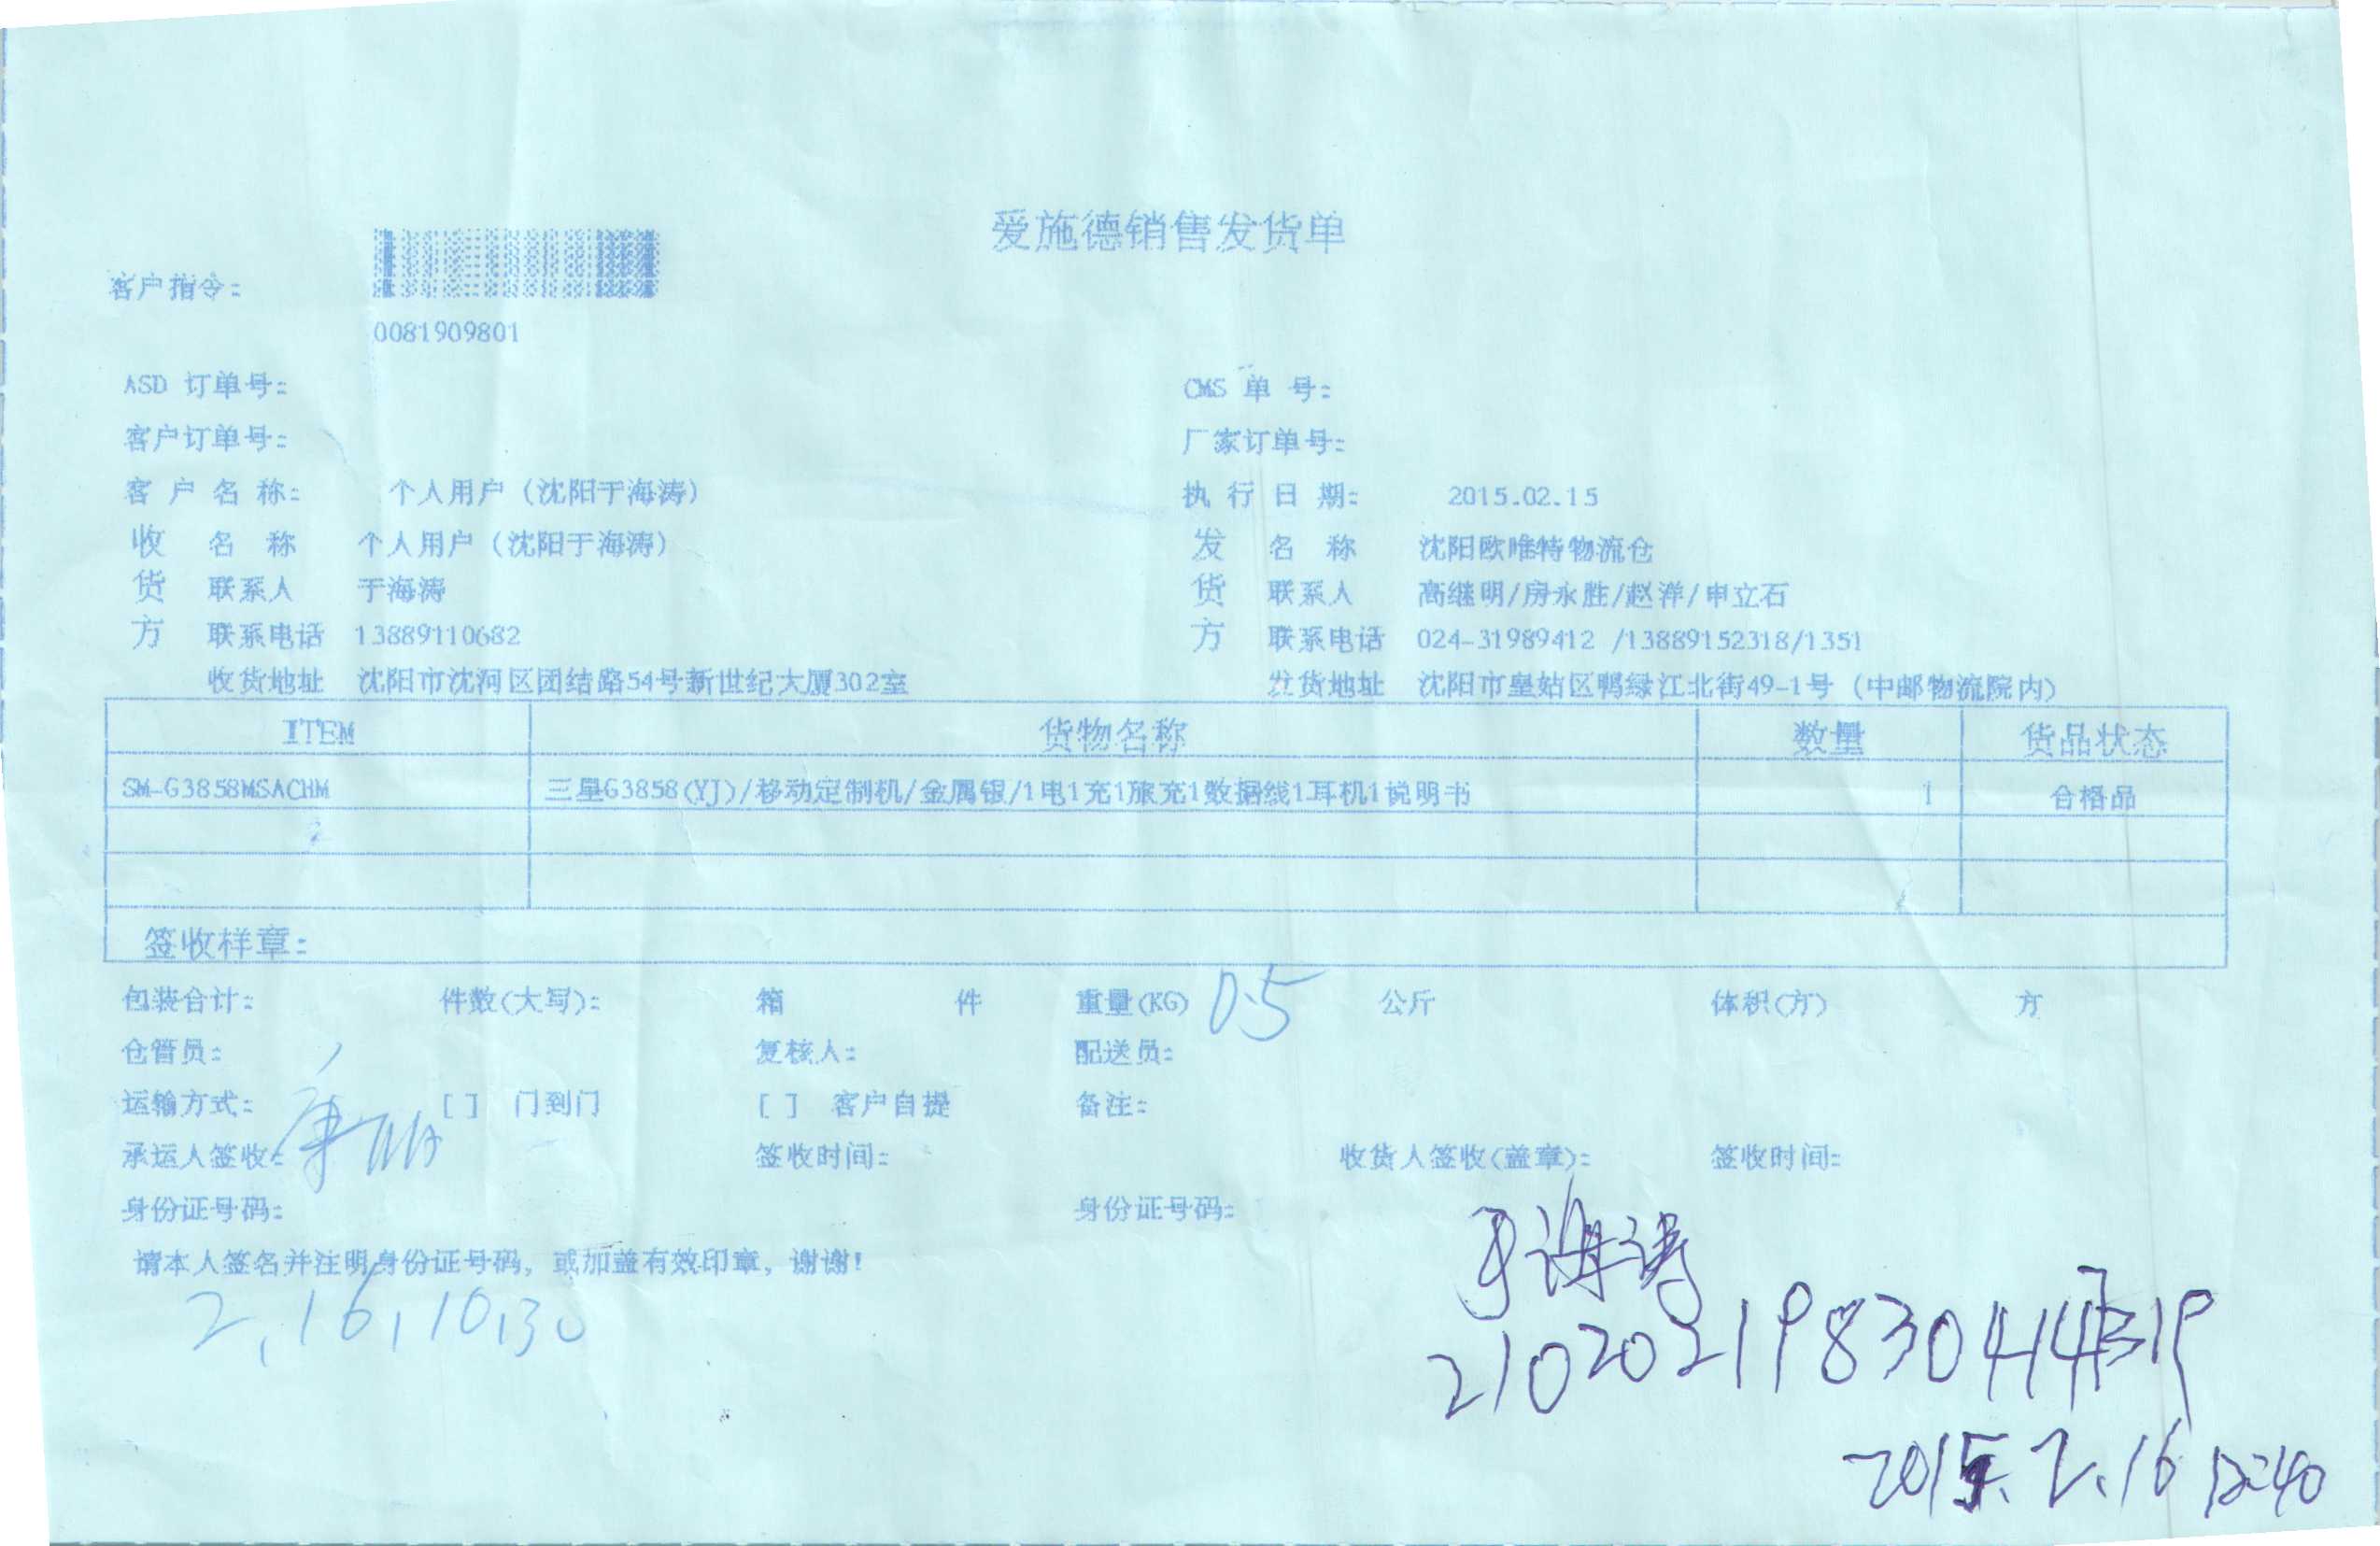 爱施德销售发货单
客户指令:
0081909801
ASD 订单号: CMS 单 号:
客户订单号: 厂家订单号:
客 户 名 称: 个人用户（沈阳于海涛） 执 行 日 期: 2015.02.15
收 名 称 个人用户（沈阳于海涛） 发 名 称 沈阳欧唯特物流仓
货 联系人 于海涛 货 联系人 高继明/房永胜/赵洋/申立石
方 联系电话 13889110682 方 联系电话 024-31989412 /13889152318/1351
收货地址 沈阳市沈河区团结路54号新世纪大厦302室 发货地址 沈阳市皇姑区鸭绿江北街49-1号（中邮物流院内）
ITEM 货物名称 数量 货品状态
SM-G3858MSACHM 三星G3858(YJ)/移动定制机/金属银/1电1充1旅充1数据线1耳机1说明书 1 合格品
签收样章:
包装合计: 件数(大写): 箱 件 重量(KG) 0.5 公斤 体积(方) 方
仓管员: 复核人: 配送员:
运输方式: [ ] 门到门 [ ] 客户自提 备注:
承运人签收: 签收时间: 收货人签收(盖章): 签收时间:
身份证号码: 身份证号码:
于海涛
请本人签名并注明身份证号码，或加盖有效印章，谢谢!
2,16,10,30
2015.2.16 12:40